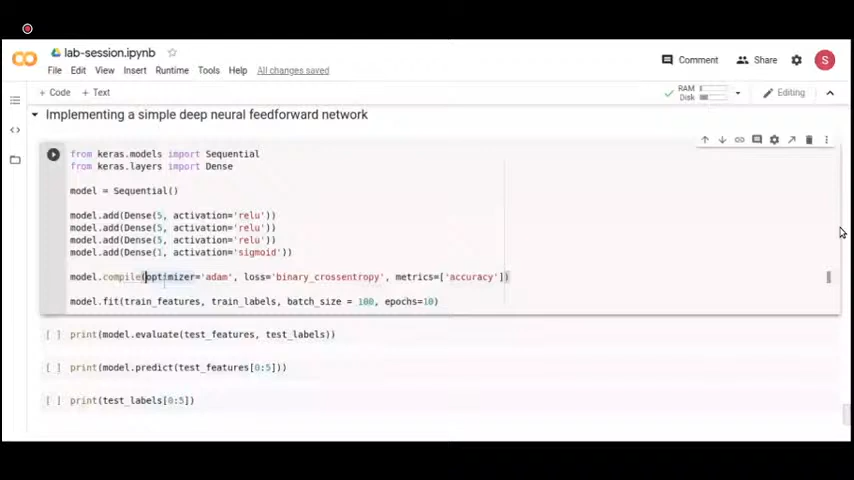 lab-session.ipynb
File Edit View Insert Runtime Tools Help All changes saved
Comment Share S
+ Code + Text
RAM
Disk
Editing
Implementing a simple deep neural feedforward network
from keras.models import Sequential
from keras.layers import Dense
model = Sequential()
model.add(Dense(5, activation='relu'))
model.add(Dense(5, activation='relu'))
model.add(Dense(5, activation='relu'))
model.add(Dense(1, activation='sigmoid'))
model.compile(optimizer='adam', loss='binary_crossentropy', metrics=['accuracy'])
model.fit(train_features, train_labels, batch_size = 100, epochs=10)
[ ] print(model.evaluate(test_features, test_labels))
[ ] print(model.predict(test_features[0:5]))
[ ] print(test_labels[0:5])